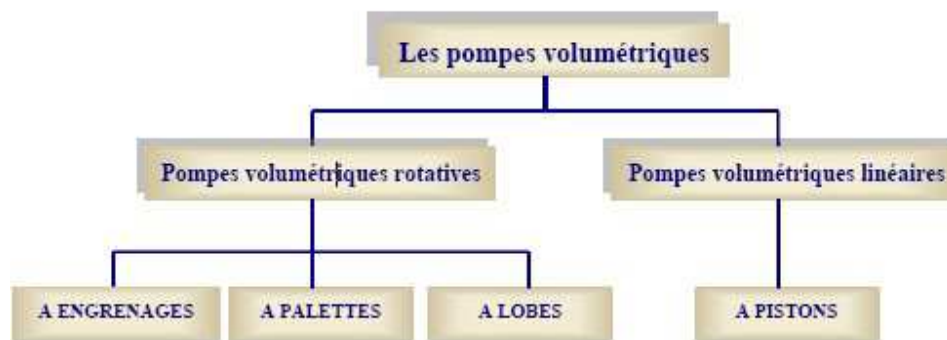 Les pompes volumétriques
Pompes volumétriques rotatives
Pompes volumétriques linéaires
A ENGRENAGES
A PALETTES
A LOBES
A PISTONS